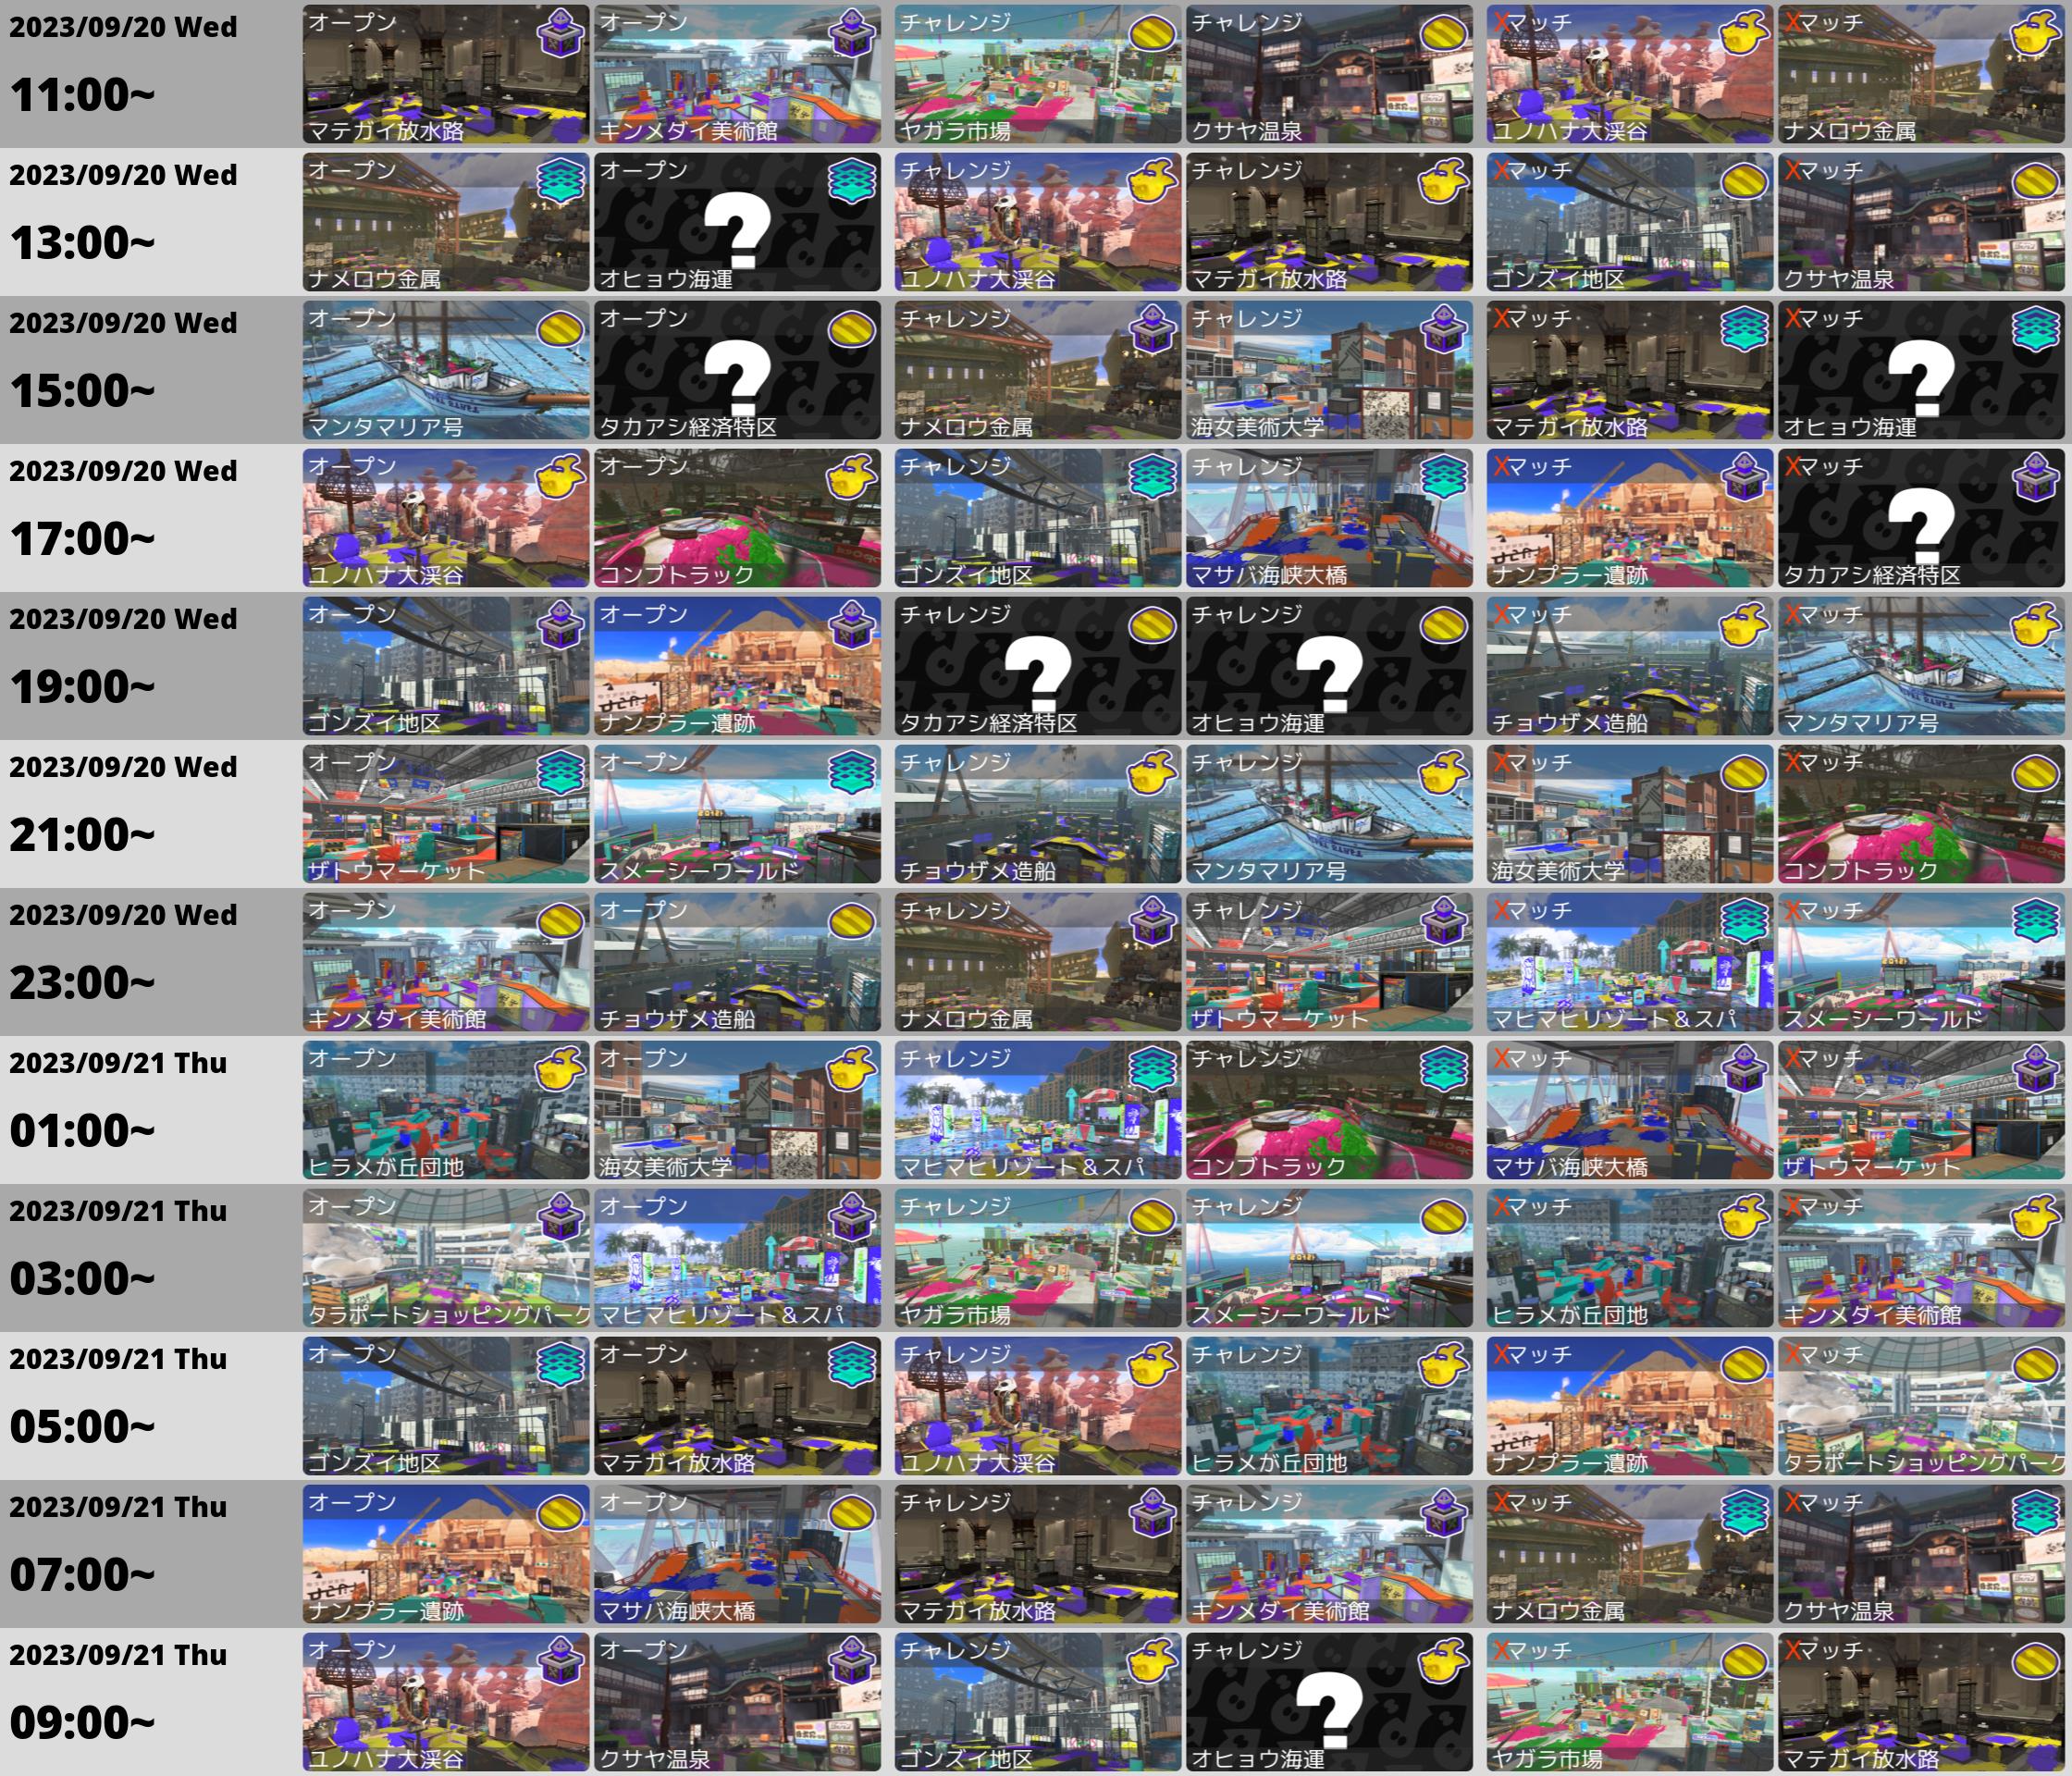 2023/09/20 Wed
11:00~
オープン オープン チャレンジ チャレンジ Xマッチ Xマッチ
マテガイ放水路 キンメダイ美術館 ヤガラ市場 クサヤ温泉 ユノハナ大渓谷 ナメロウ金属
2023/09/20 Wed
13:00~
オープン オープン チャレンジ チャレンジ Xマッチ Xマッチ
?
ナメロウ金属 オヒョウ海運 ユノハナ大渓谷 マテガイ放水路 ゴンズイ地区 クサヤ温泉
2023/09/20 Wed
15:00~
オープン オープン チャレンジ チャレンジ Xマッチ Xマッチ
? ?
マンタマリア号 タカアシ経済特区 ナメロウ金属 海女美術大学 マテガイ放水路 オヒョウ海運
2023/09/20 Wed
17:00~
オープン オープン チャレンジ チャレンジ Xマッチ Xマッチ
?
ユノハナ大渓谷 コンブトラック ゴンズイ地区 マサバ海峡大橋 ナンプラー遺跡 タカアシ経済特区
2023/09/20 Wed
19:00~
オープン オープン チャレンジ チャレンジ Xマッチ Xマッチ
? ?
ゴンズイ地区 ナンプラー遺跡 タカアシ経済特区 オヒョウ海運 チョウザメ造船 マンタマリア号
2023/09/20 Wed
21:00~
オープン オープン チャレンジ チャレンジ Xマッチ Xマッチ
ザトウマーケット スメーシーワールド チョウザメ造船 マンタマリア号 海女美術大学 コンブトラック
2023/09/20 Wed
23:00~
オープン オープン チャレンジ チャレンジ Xマッチ Xマッチ
キンメダイ美術館 チョウザメ造船 ナメロウ金属 ザトウマーケット マヒマヒリゾート＆スパ スメーシーワールド
2023/09/21 Thu
01:00~
オープン オープン チャレンジ チャレンジ Xマッチ Xマッチ
ヒラメが丘団地 海女美術大学 マヒマヒリゾート＆スパ コンブトラック マサバ海峡大橋 ザトウマーケット
2023/09/21 Thu
03:00~
オープン オープン チャレンジ チャレンジ Xマッチ Xマッチ
タラポートショッピングパーク マヒマヒリゾート＆スパ ヤガラ市場 スメーシーワールド ヒラメが丘団地 キンメダイ美術館
2023/09/21 Thu
05:00~
オープン オープン チャレンジ チャレンジ Xマッチ Xマッチ
ゴンズイ地区 マテガイ放水路 ユノハナ大渓谷 ヒラメが丘団地 ナンプラー遺跡 タラポートショッピングパーク
2023/09/21 Thu
07:00~
オープン オープン チャレンジ チャレンジ Xマッチ Xマッチ
ナンプラー遺跡 マサバ海峡大橋 マテガイ放水路 キンメダイ美術館 ナメロウ金属 クサヤ温泉
2023/09/21 Thu
09:00~
オープン オープン チャレンジ チャレンジ Xマッチ Xマッチ
?
ユノハナ大渓谷 クサヤ温泉 ゴンズイ地区 オヒョウ海運 ヤガラ市場 マテガイ放水路